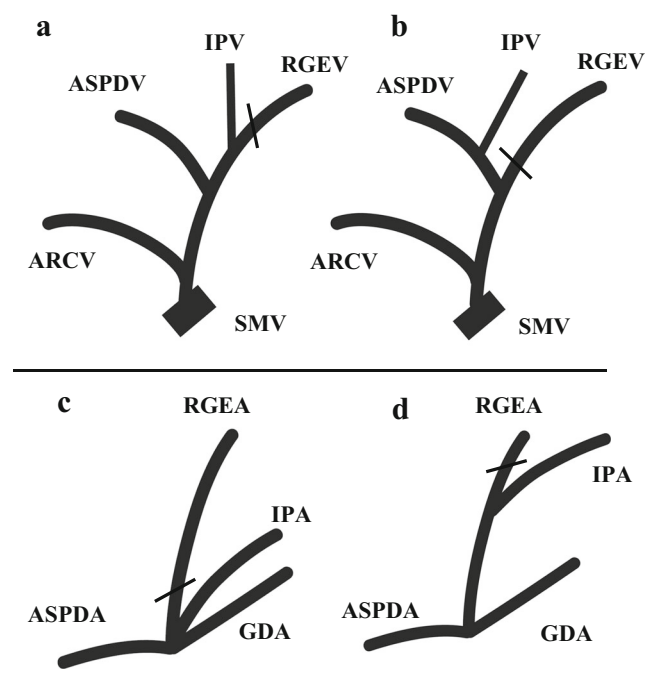 a
IPV
RGEV
ASPDV
ARCV
SMV
b
IPV
RGEV
ASPDV
ARCV
SMV
c
RGEA
IPA
ASPDA
GDA
d
RGEA
IPA
ASPDA
GDA